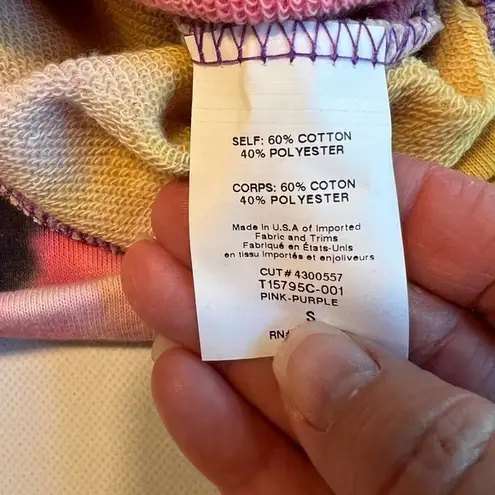 SELF: 60% COTTON
40% POLYESTER
CORPS: 60% COTON
40% POLYESTER
Made in U.S.A of Imported
Fabric and Trims
Fabriqué en États-Unis
en tissu importés et enjoliveurs
CUT# 4300557
T15795C-001
PINK-PURPLE
S
RN#